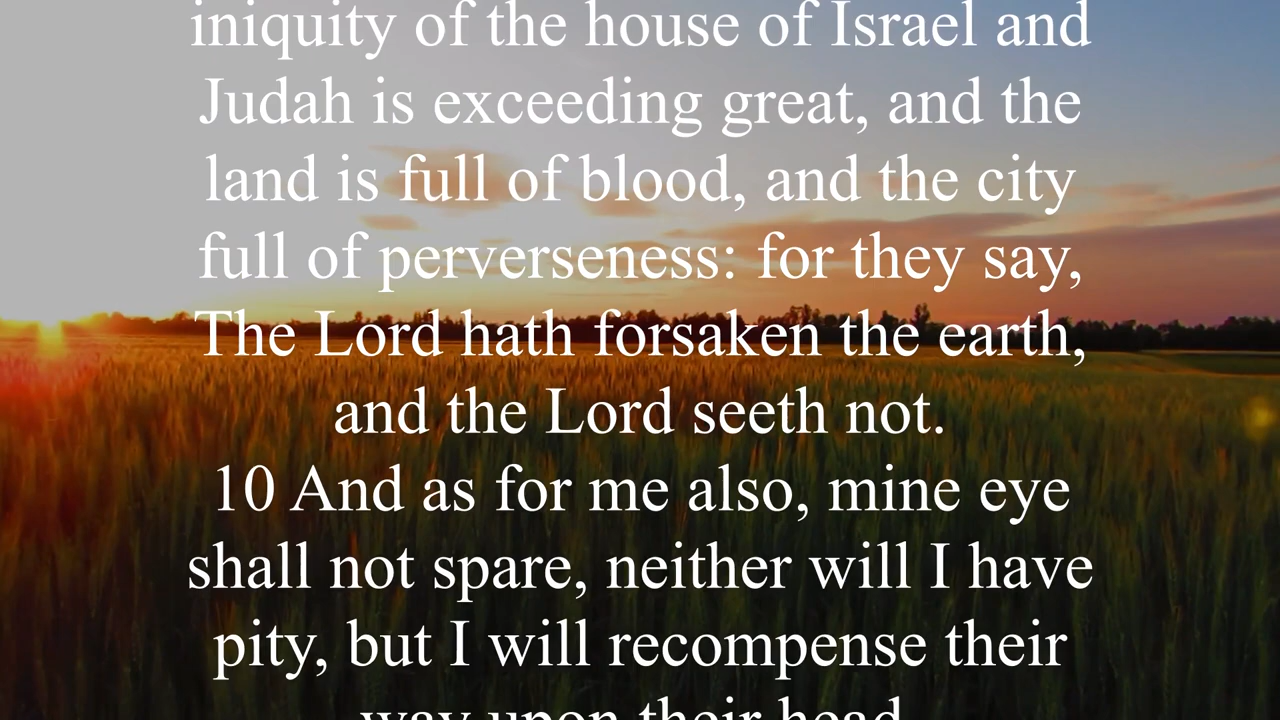 iniquity of the house of Israel and
Judah is exceeding great, and the
land is full of blood, and the city
full of perverseness: for they say,
The Lord hath forsaken the earth,
and the Lord seeth not.
10 And as for me also, mine eye
shall not spare, neither will I have
pity, but I will recompense their
way upon their head